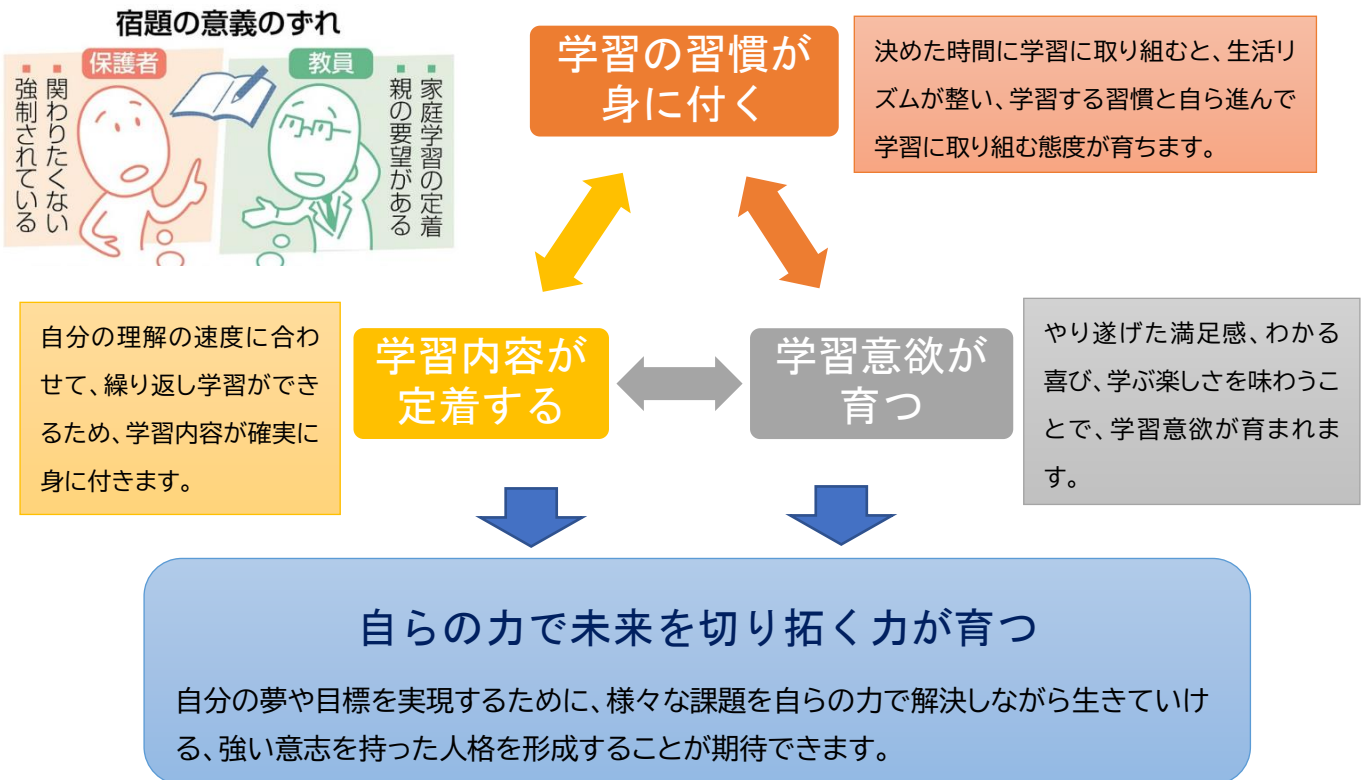 宿題の意義のずれ
保護者
■関わりたくない
■強制されている
教員
■家庭学習の定着
■親の要望がある
学習の習慣が
身に付く
決めた時間に学習に取り組むと、生活リ
ズムが整い、学習する習慣と自ら進んで
学習に取り組む態度が育ちます。
自分の理解の速度に合わ
せて、繰り返し学習ができ
るため、学習内容が確実に
身に付きます。
学習内容が
定着する
学習意欲が
育つ
やり遂げた満足感、わかる
喜び、学ぶ楽しさを味わうこ
とで、学習意欲が育まれま
す。
自らの力で未来を切り拓く力が育つ
自分の夢や目標を実現するために、様々な課題を自らの力で解決しながら生きていけ
る、強い意志を持った人格を形成することが期待できます。